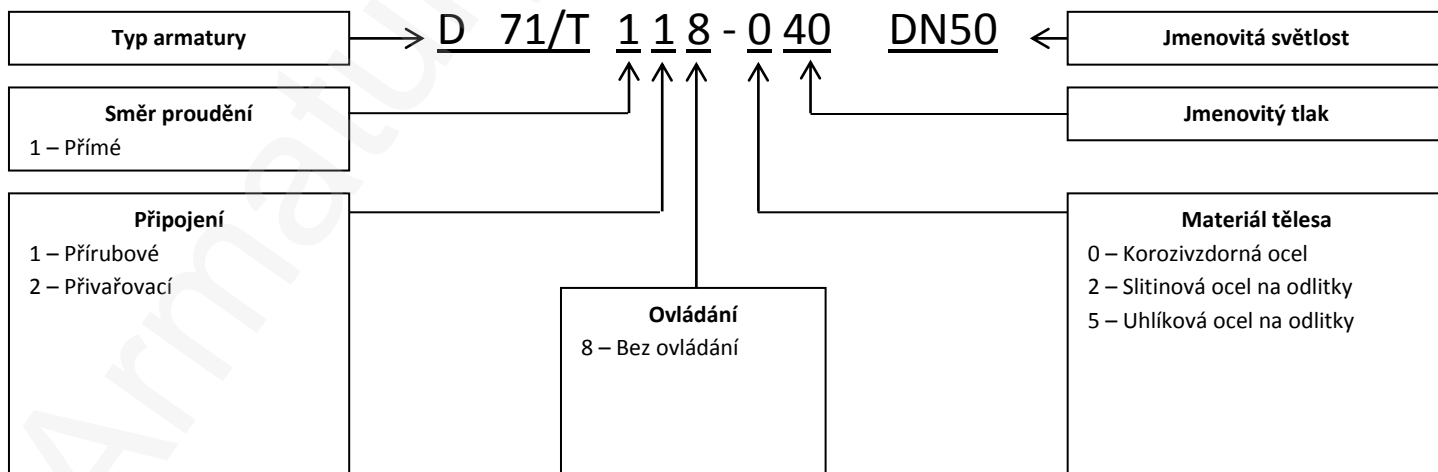 Typ armatury
D 71/T 1 1 8 - 0 40 DN50
Jmenovitá světlost
Směr proudění
1 – Přímé
Jmenovitý tlak
Připojení
1 – Přírubové
2 – Přivařovací
Ovládání
8 – Bez ovládání
Materiál tělesa
0 – Korozivzdorná ocel
2 – Slitinová ocel na odlitky
5 – Uhlíková ocel na odlitky